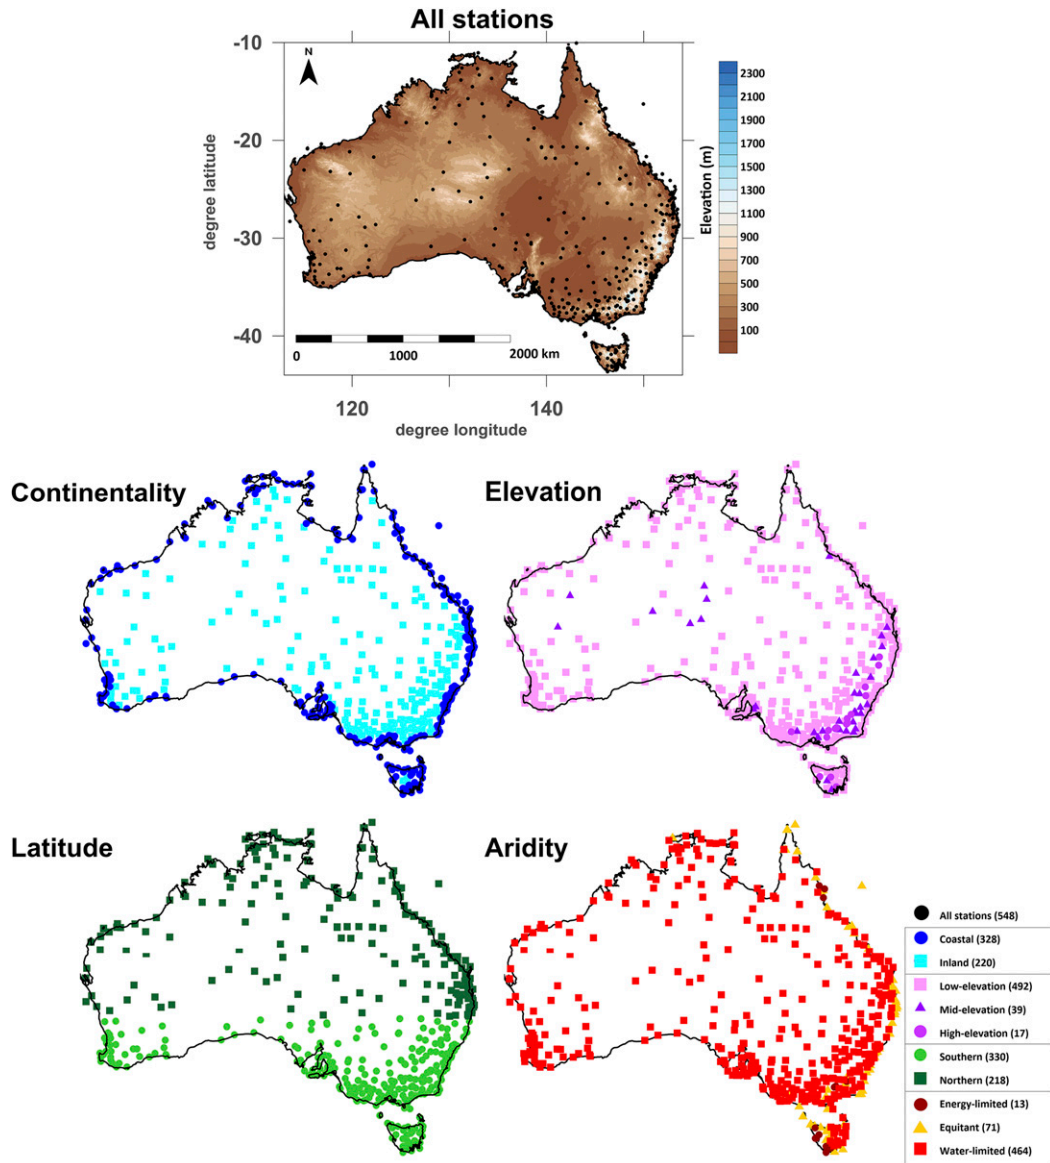 All stations
-10
-20
-30
-40
degree latitude
N
0 1000 2000 km
120 140
degree longitude
2300
2100
1900
1700
1500
1300
1100
900
700
500
300
100
Elevation (m)
Continentality
Elevation
Latitude
Aridity
All stations (548)
Coastal (328)
Inland (220)
Low-elevation (492)
Mid-elevation (39)
High-elevation (17)
Southern (330)
Northern (218)
Energy-limited (13)
Equitant (71)
Water-limited (464)